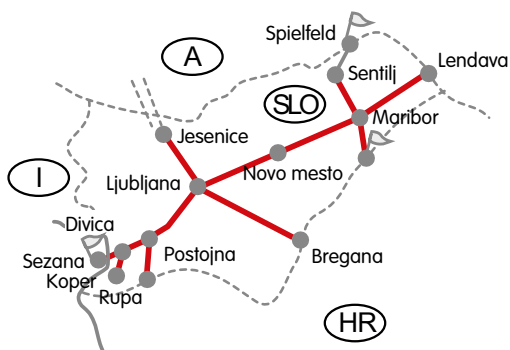 Spielfeld
A
Lendava
Sentilj
SLO
Maribor
Jesenice
I
Ljubljana
Novo mesto
Divica
Postojna
Bregana
Sezana
Koper
Rupa
HR